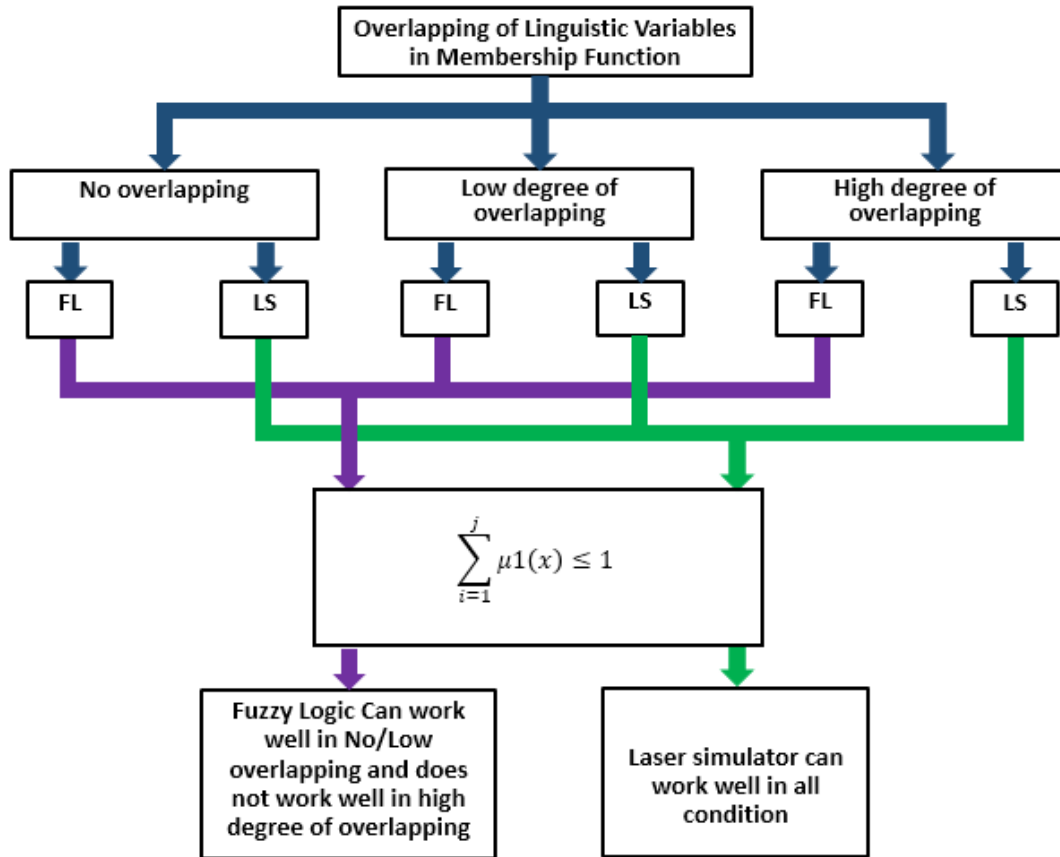 Overlapping of Linguistic Variables
in Membership Function
No overlapping
Low degree of
overlapping
High degree of
overlapping
FL
LS
FL
LS
FL
LS
j
∑ μ1(x) ≤ 1
i=1
Fuzzy Logic Can work
well in No/Low
overlapping and does
not work well in high
degree of overlapping
Laser simulator can
work well in all
condition